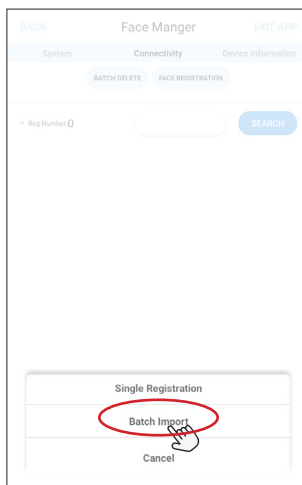 BACK Face Manger EXIT APP
System Connectivity Device Information
BATCH DELETE FACE REGISTRATION
* Reg Number:0 SEARCH
Single Registration
Batch Import
Cancel